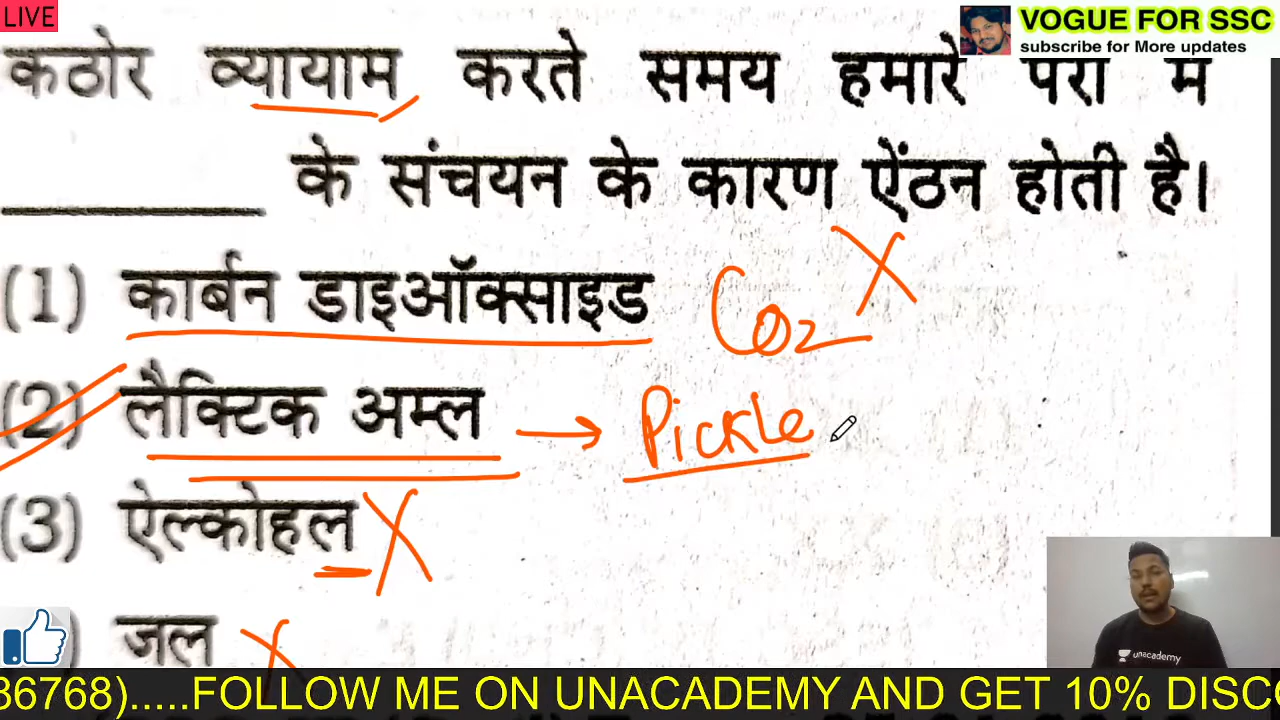 LIVE
VOGUE FOR SSC
subscribe for More updates
कठोर व्यायाम करते समय हमारे
के संचयन के कारण ऐंठन होती है।
(1) कार्बन डाइऑक्साइड CO2
(2) लैक्टिक अम्ल → Pickle
(3) ऐल्कोहल
) जल
unacademy
36768).....FOLLOW ME ON UNACADEMY AND GET 10% DISC